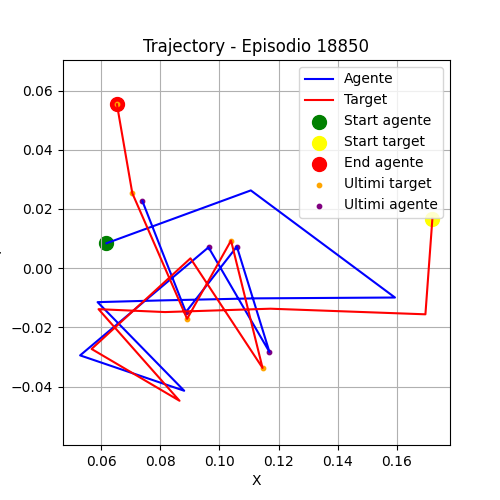 Trajectory - Episodio 18850
Agente
Target
Start agente
Start target
End agente
Ultimi target
Ultimi agente
0.06
0.04
0.02
0.00
−0.02
−0.04
0.06
0.08
0.10
0.12
0.14
0.16
X